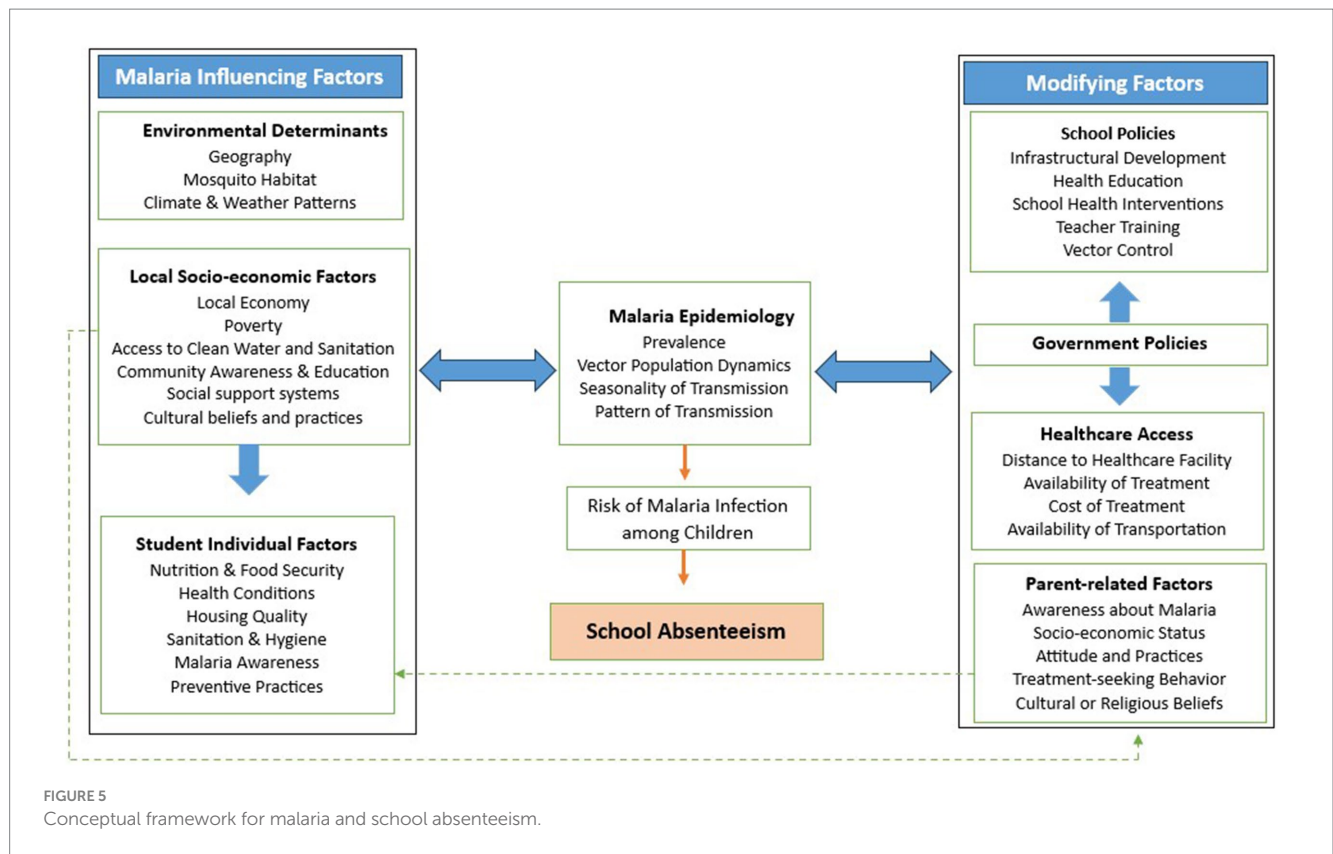 Malaria Influencing Factors
Environmental Determinants
Geography
Mosquito Habitat
Climate & Weather Patterns
Local Socio-economic Factors
Local Economy
Poverty
Access to Clean Water and Sanitation
Community Awareness & Education
Social support systems
Cultural beliefs and practices
Student Individual Factors
Nutrition & Food Security
Health Conditions
Housing Quality
Sanitation & Hygiene
Malaria Awareness
Preventive Practices
Malaria Epidemiology
Prevalence
Vector Population Dynamics
Seasonality of Transmission
Pattern of Transmission
Risk of Malaria Infection
among Children
School Absenteeism
Modifying Factors
School Policies
Infrastructural Development
Health Education
School Health Interventions
Teacher Training
Vector Control
Government Policies
Healthcare Access
Distance to Healthcare Facility
Availability of Treatment
Cost of Treatment
Availability of Transportation
Parent-related Factors
Awareness about Malaria
Socio-economic Status
Attitude and Practices
Treatment-seeking Behavior
Cultural or Religious Beliefs
FIGURE 5
Conceptual framework for malaria and school absenteeism.